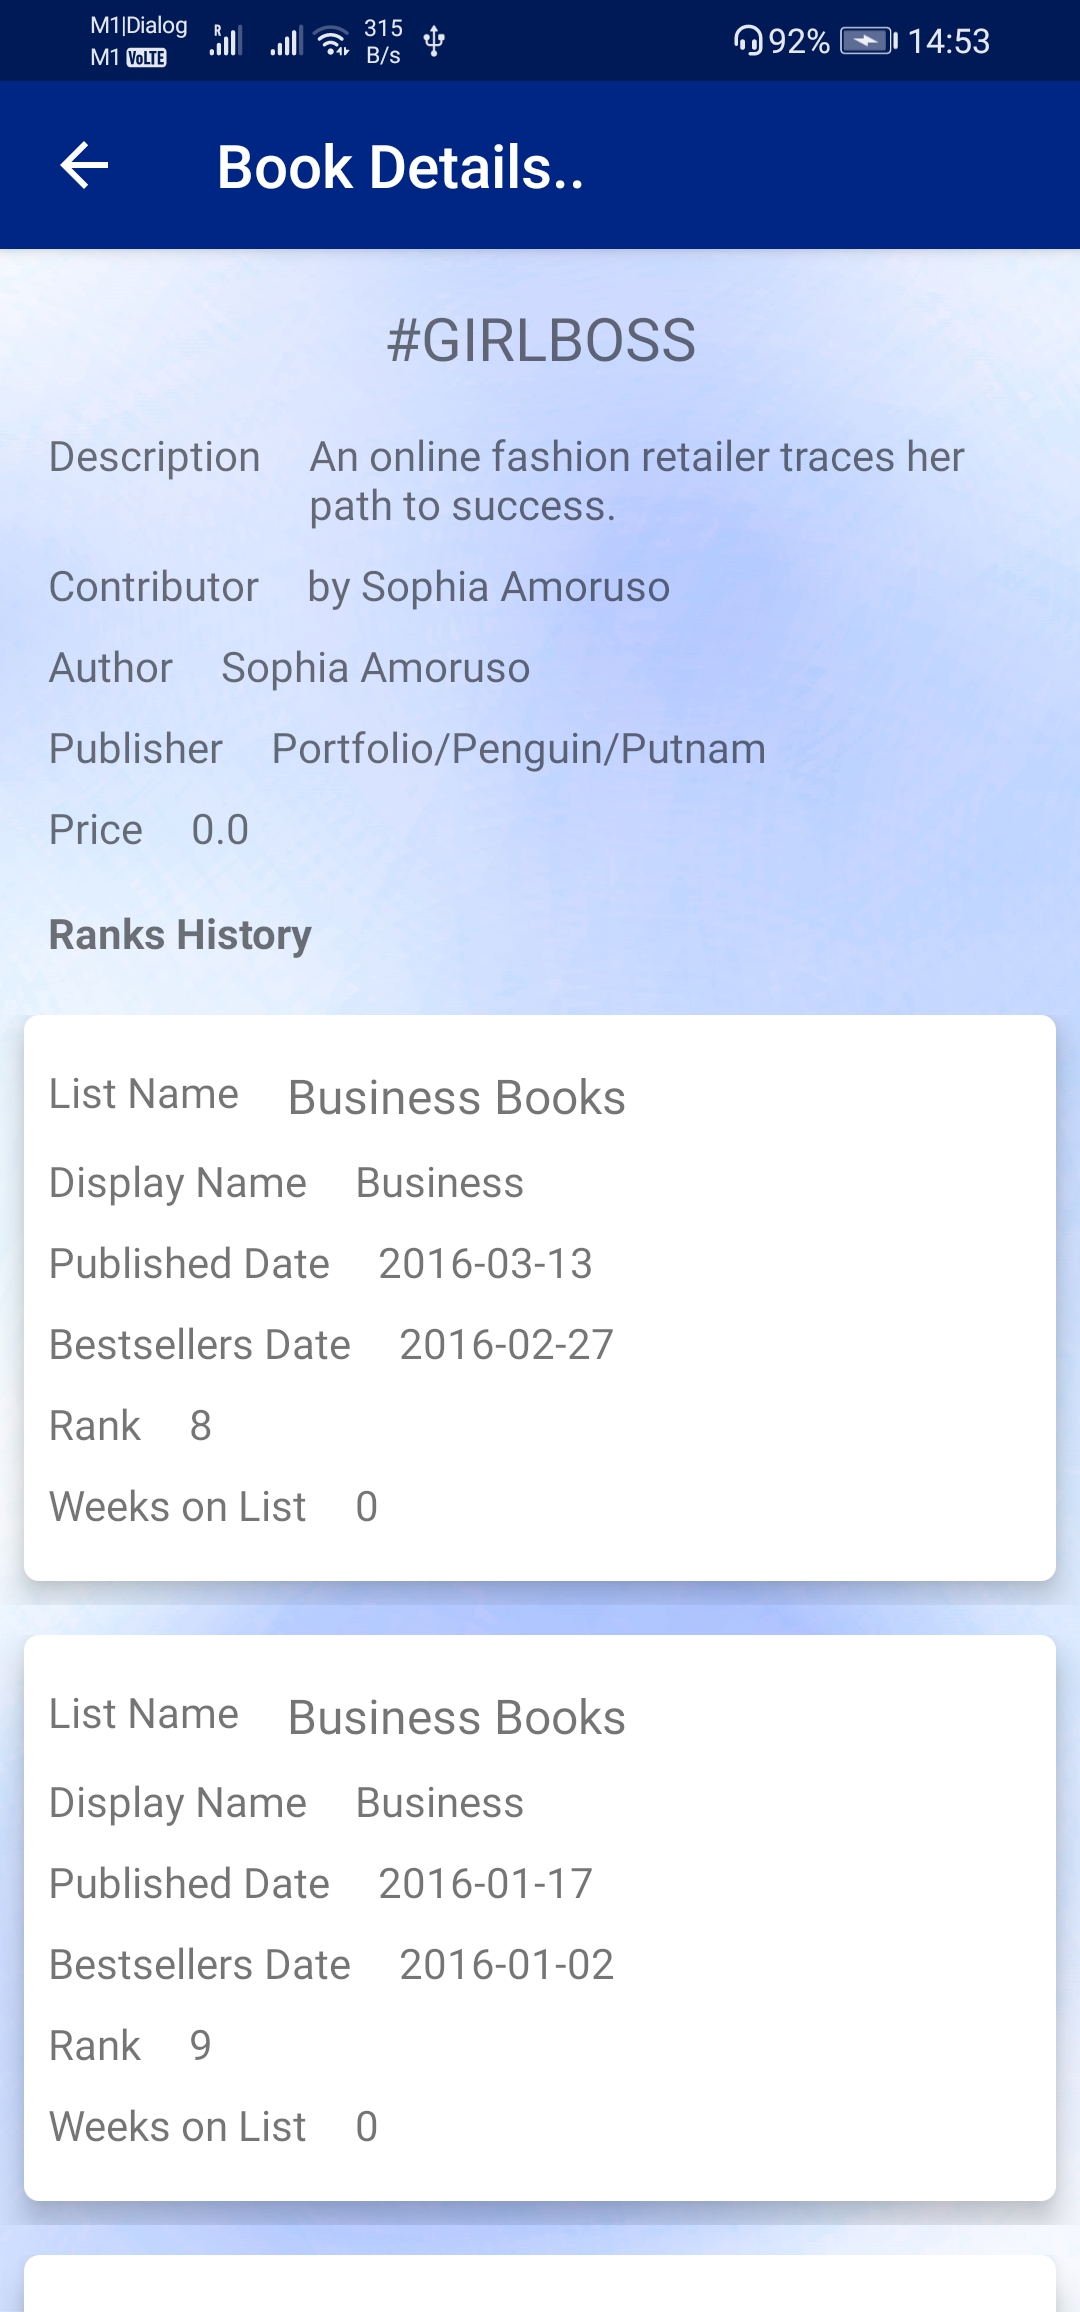 M1|Dialog
M1 VoLTE
R
315
B/s
92%
14:53
Book Details..
#GIRLBOSS
Description An online fashion retailer traces her
path to success.
Contributor by Sophia Amoruso
Author Sophia Amoruso
Publisher Portfolio/Penguin/Putnam
Price 0.0
Ranks History
List Name Business Books
Display Name Business
Published Date 2016-03-13
Bestsellers Date 2016-02-27
Rank 8
Weeks on List 0
List Name Business Books
Display Name Business
Published Date 2016-01-17
Bestsellers Date 2016-01-02
Rank 9
Weeks on List 0